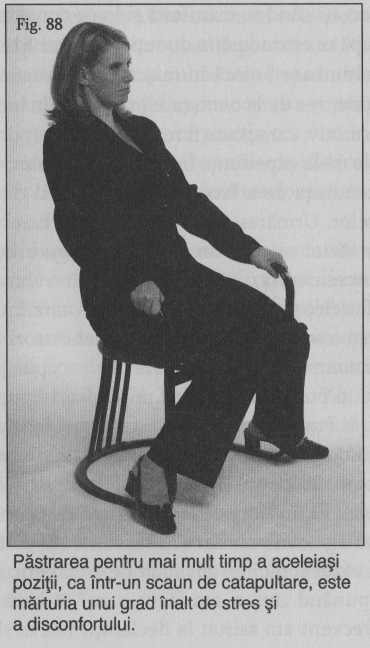 Fig. 88
Păstrarea pentru mai mult timp a aceleiaşi
poziţii, ca într-un scaun de catapultare, este
mărturia unui grad înalt de stres şi
a disconfortului.